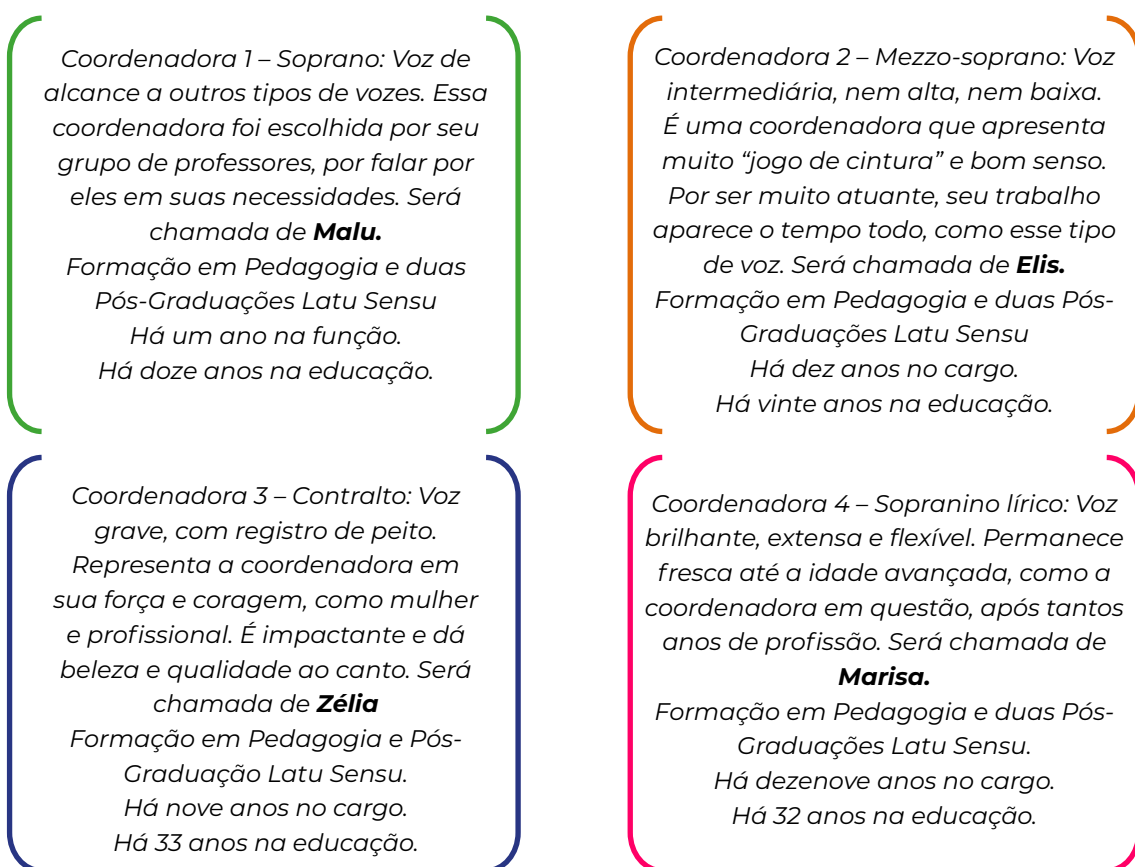 Coordenadora 1 – Soprano: Voz de
alcance a outros tipos de vozes. Essa
coordenadora foi escolhida por seu
grupo de professores, por falar por
eles em suas necessidades. Será
chamada de Malu.
Formação em Pedagogia e duas
Pós-Graduações Latu Sensu
Há um ano na função.
Há doze anos na educação.
Coordenadora 2 – Mezzo-soprano: Voz
intermediária, nem alta, nem baixa.
É uma coordenadora que apresenta
muito “jogo de cintura” e bom senso.
Por ser muito atuante, seu trabalho
aparece o tempo todo, como esse tipo
de voz. Será chamada de Elis.
Formação em Pedagogia e duas Pós-
Graduações Latu Sensu
Há dez anos no cargo.
Há vinte anos na educação.
Coordenadora 3 – Contralto: Voz
grave, com registro de peito.
Representa a coordenadora em
sua força e coragem, como mulher
e profissional. É impactante e dá
beleza e qualidade ao canto. Será
chamada de Zélia
Formação em Pedagogia e Pós-
Graduação Latu Sensu.
Há nove anos no cargo.
Há 33 anos na educação.
Coordenadora 4 – Sopranino lírico: Voz
brilhante, extensa e flexível. Permanece
fresca até a idade avançada, como a
coordenadora em questão, após tantos
anos de profissão. Será chamada de
Marisa.
Formação em Pedagogia e duas Pós-
Graduações Latu Sensu.
Há dezenove anos no cargo.
Há 32 anos na educação.